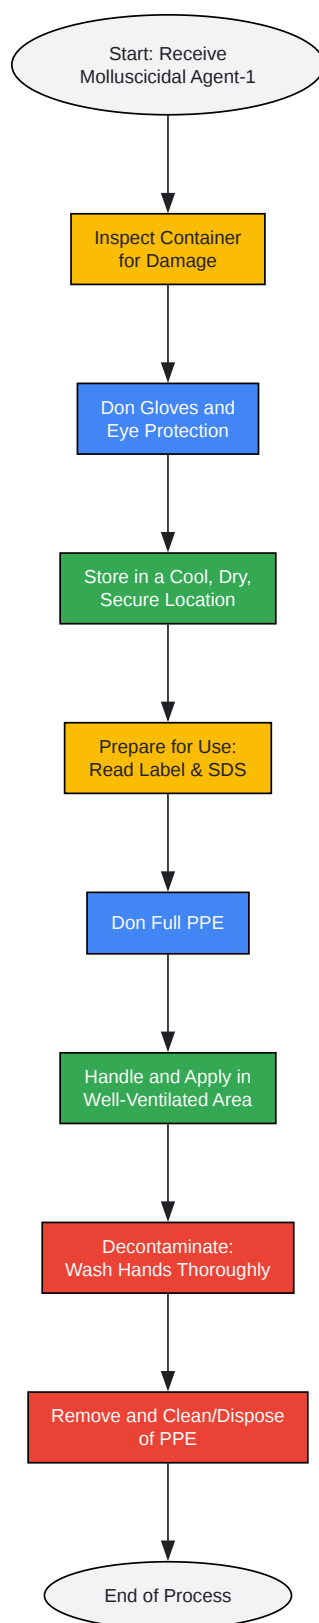 Start: Receive
Molluscicidal Agent-1
Inspect Container
for Damage
Don Gloves and
Eye Protection
Store in a Cool, Dry,
Secure Location
Prepare for Use:
Read Label & SDS
Don Full PPE
Handle and Apply in
Well-Ventilated Area
Decontaminate:
Wash Hands Thoroughly
Remove and Clean/Dispose
of PPE
End of Process